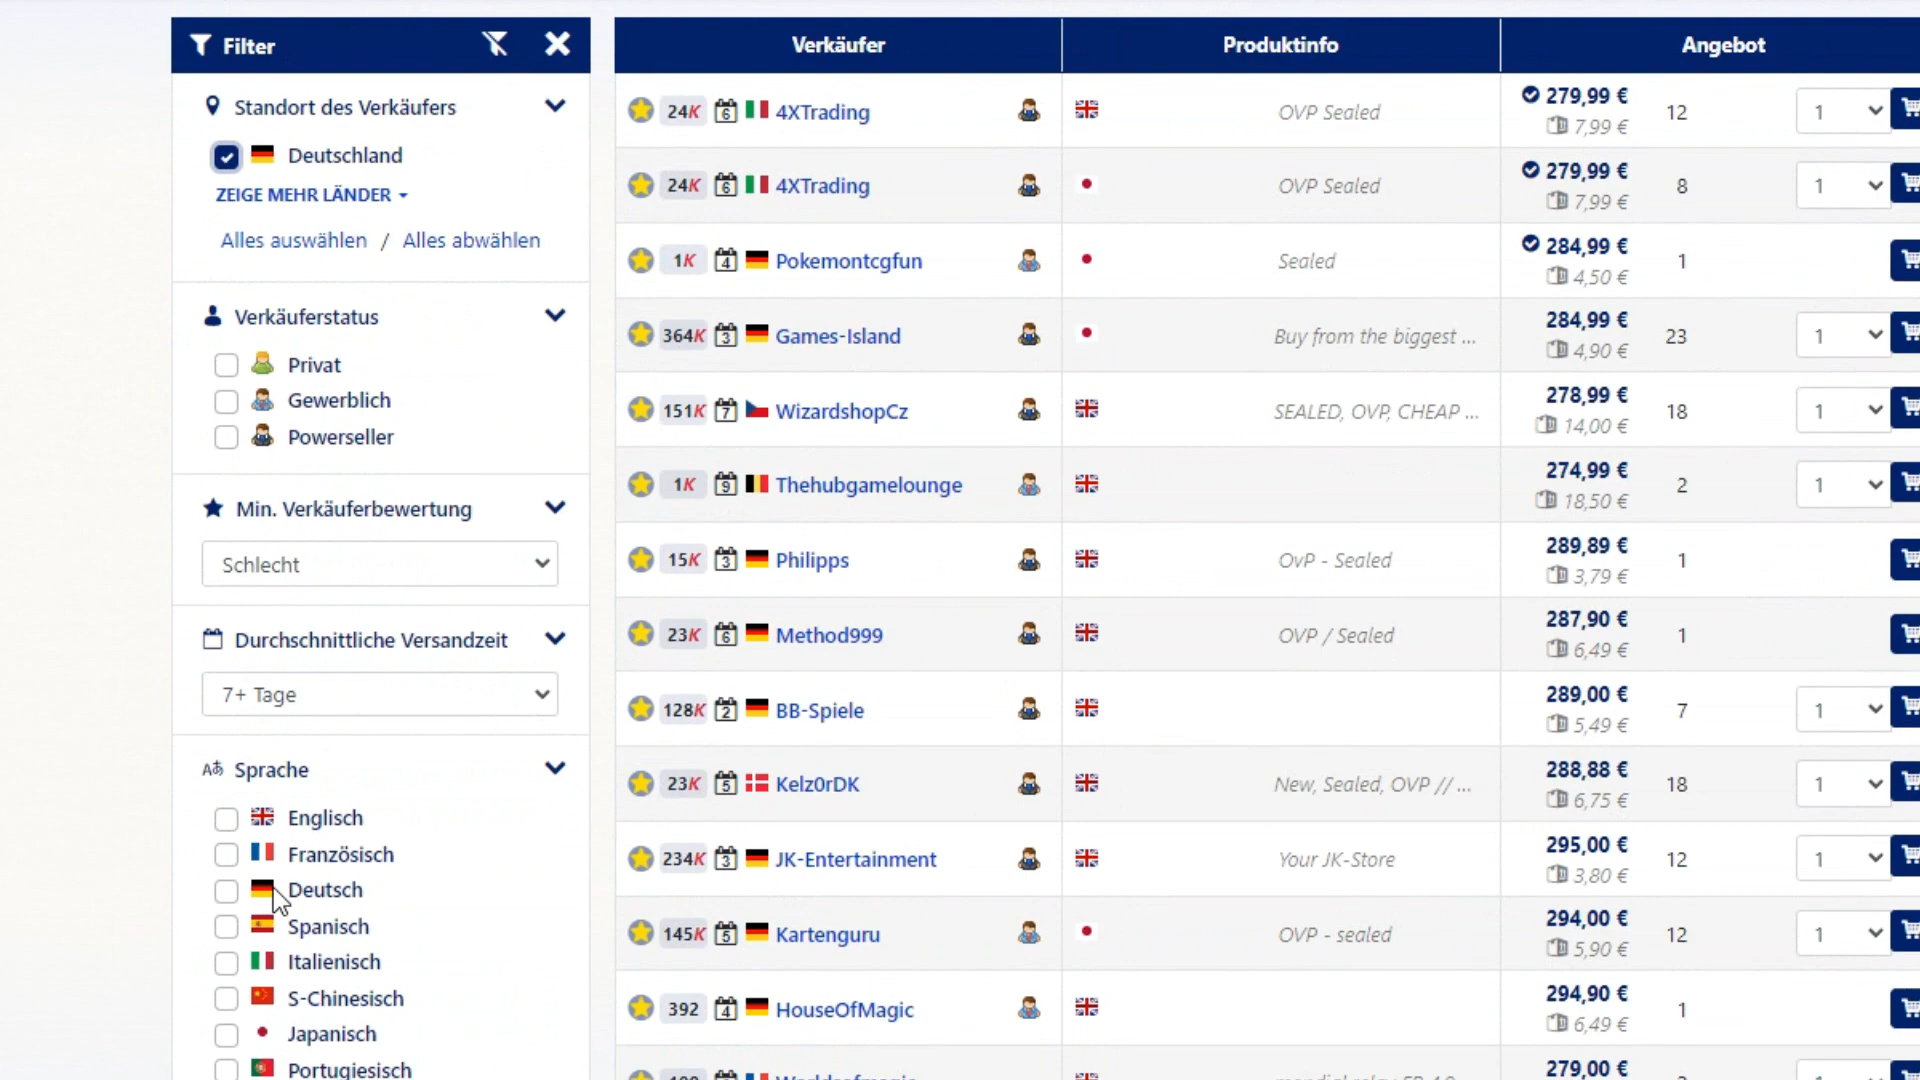 Filter
Standort des Verkäufers
Deutschland
ZEIGE MEHR LÄNDER
Alles auswählen / Alles abwählen
Verkäuferstatus
Privat
Gewerblich
Powerseller
Min. Verkäuferbewertung
Schlecht
Durchschnittliche Versandzeit
7+ Tage
Sprache
Englisch
Französisch
Deutsch
Spanisch
Italienisch
S-Chinesisch
Japanisch
Portugiesisch
Verkäufer Produktinfo Angebot
24K 6 4XTrading OVP Sealed 279,99 € 12 1
7,99 €
24K 6 4XTrading OVP Sealed 279,99 € 8 1
7,99 €
1K 4 Pokemontcgfun Sealed 284,99 € 1
4,50 €
364K 3 Games-Island Buy from the biggest ... 284,99 € 23 1
4,90 €
151K 7 WizardshopCz SEALED, OVP, CHEAP ... 278,99 € 18 1
14,00 €
1K 9 Thehubgamelounge 274,99 € 2 1
18,50 €
15K 3 Philipps OvP - Sealed 289,89 € 1
3,79 €
23K 6 Method999 OVP / Sealed 287,90 € 1
6,49 €
128K 2 BB-Spiele 289,00 € 7 1
5,49 €
23K 5 Kelz0rDK New, Sealed, OVP // ... 288,88 € 18 1
6,75 €
234K 3 JK-Entertainment Your JK-Store 295,00 € 12 1
3,80 €
145K 5 Kartenguru OVP - sealed 294,00 € 12 1
5,90 €
392 4 HouseOfMagic 294,90 € 1
6,49 €
279,00 €